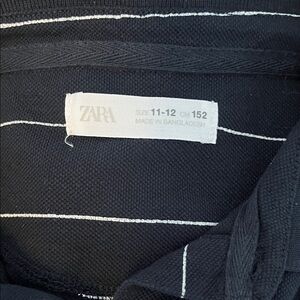 ZARA
SIZE 11-12 CM 152
MADE IN BANGLADESH